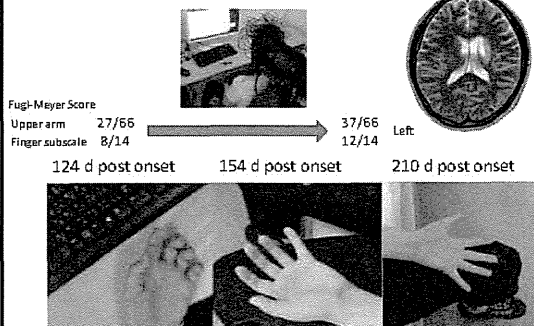 Fugl-Meyer Score
Upper arm 27/66 37/66
Finger subscale 8/14 12/14
Left
124 d post onset 154 d post onset 210 d post onset